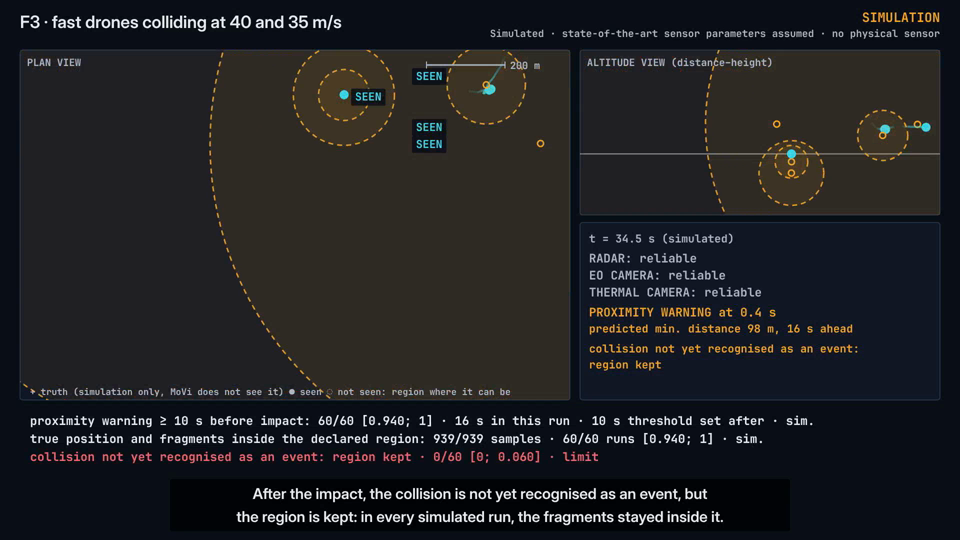 F3 · fast drones colliding at 40 and 35 m/s
SIMULATION
Simulated · state-of-the-art sensor parameters assumed · no physical sensor
PLAN VIEW
200 m
SEEN
SEEN
SEEN
SEEN
+ truth (simulation only, MoVi does not see it) ● seen ○ not seen: region where it can be
ALTITUDE VIEW (distance-height)
t = 34.5 s (simulated)
RADAR: reliable
EO CAMERA: reliable
THERMAL CAMERA: reliable
PROXIMITY WARNING at 0.4 s
predicted min. distance 98 m, 16 s ahead
collision not yet recognised as an event:
region kept
proximity warning ≥ 10 s before impact: 60/60 [0.940; 1] · 16 s in this run · 10 s threshold set after · sim.
true position and fragments inside the declared region: 939/939 samples · 60/60 runs [0.940; 1] · sim.
collision not yet recognised as an event: region kept · 0/60 [0; 0.060] · limit
After the impact, the collision is not yet recognised as an event, but
the region is kept: in every simulated run, the fragments stayed inside it.